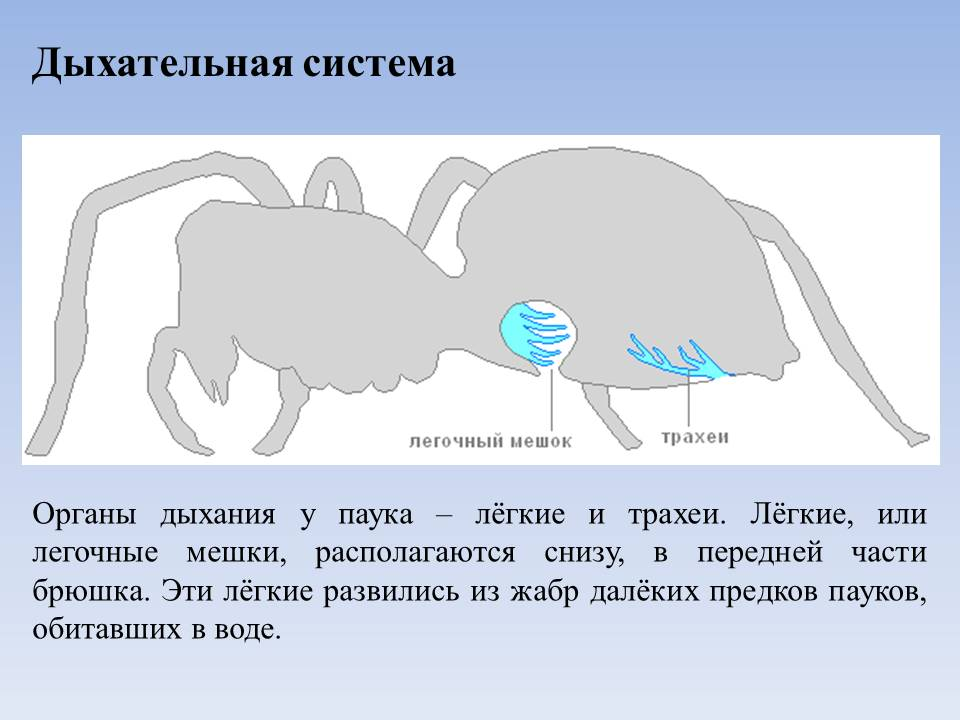 Дыхательная система
легочный мешок
трахеи
Органы дыхания у паука – лёгкие и трахеи. Лёгкие, или
легочные мешки, располагаются снизу, в передней части
брюшка. Эти лёгкие развились из жабр далёких предков пауков,
обитавших в воде.